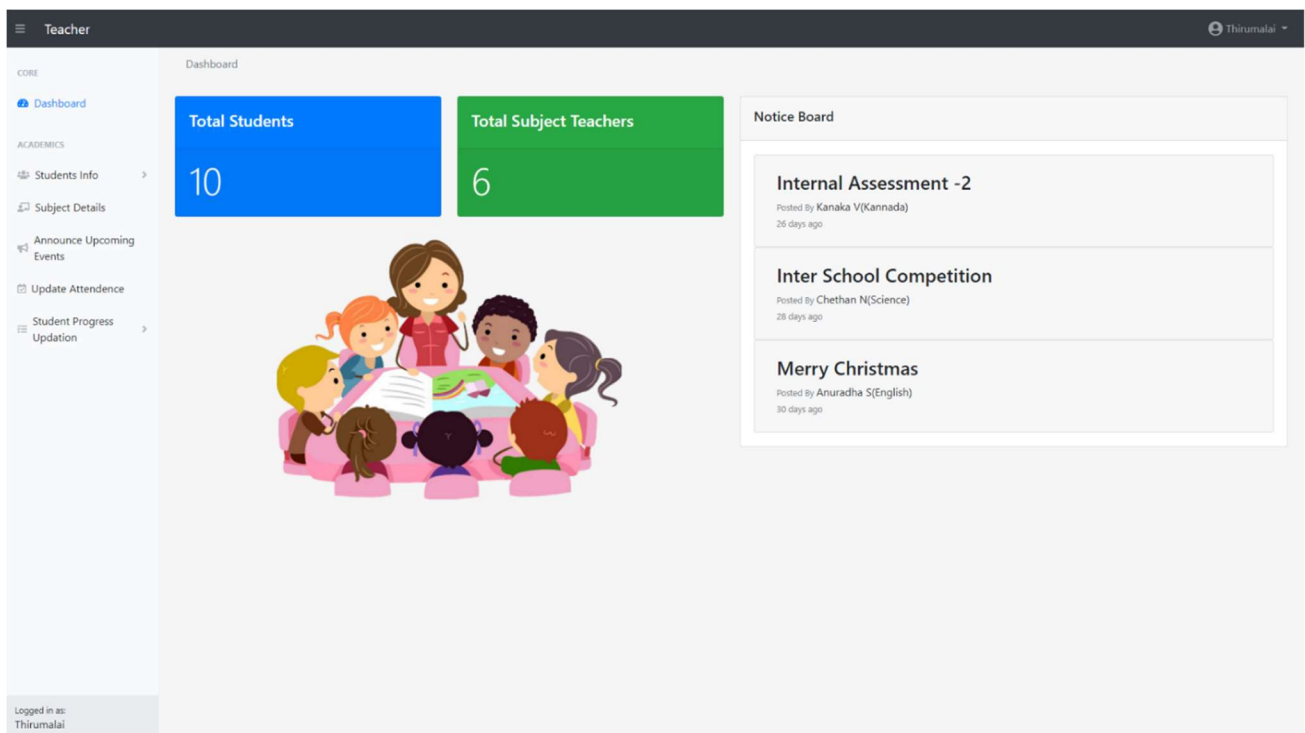 Teacher
Thirumalai
CORE
Dashboard
ACADEMICS
Students Info
Subject Details
Announce Upcoming
Events
Update Attendence
Student Progress
Updation
Logged in as:
Thirumalai
Dashboard
Total Students
10
Total Subject Teachers
6
Notice Board
Internal Assessment -2
Posted By Kanaka V(Kannada)
26 days ago
Inter School Competition
Posted By Chethan N(Science)
28 days ago
Merry Christmas
Posted By Anuradha S(English)
30 days ago